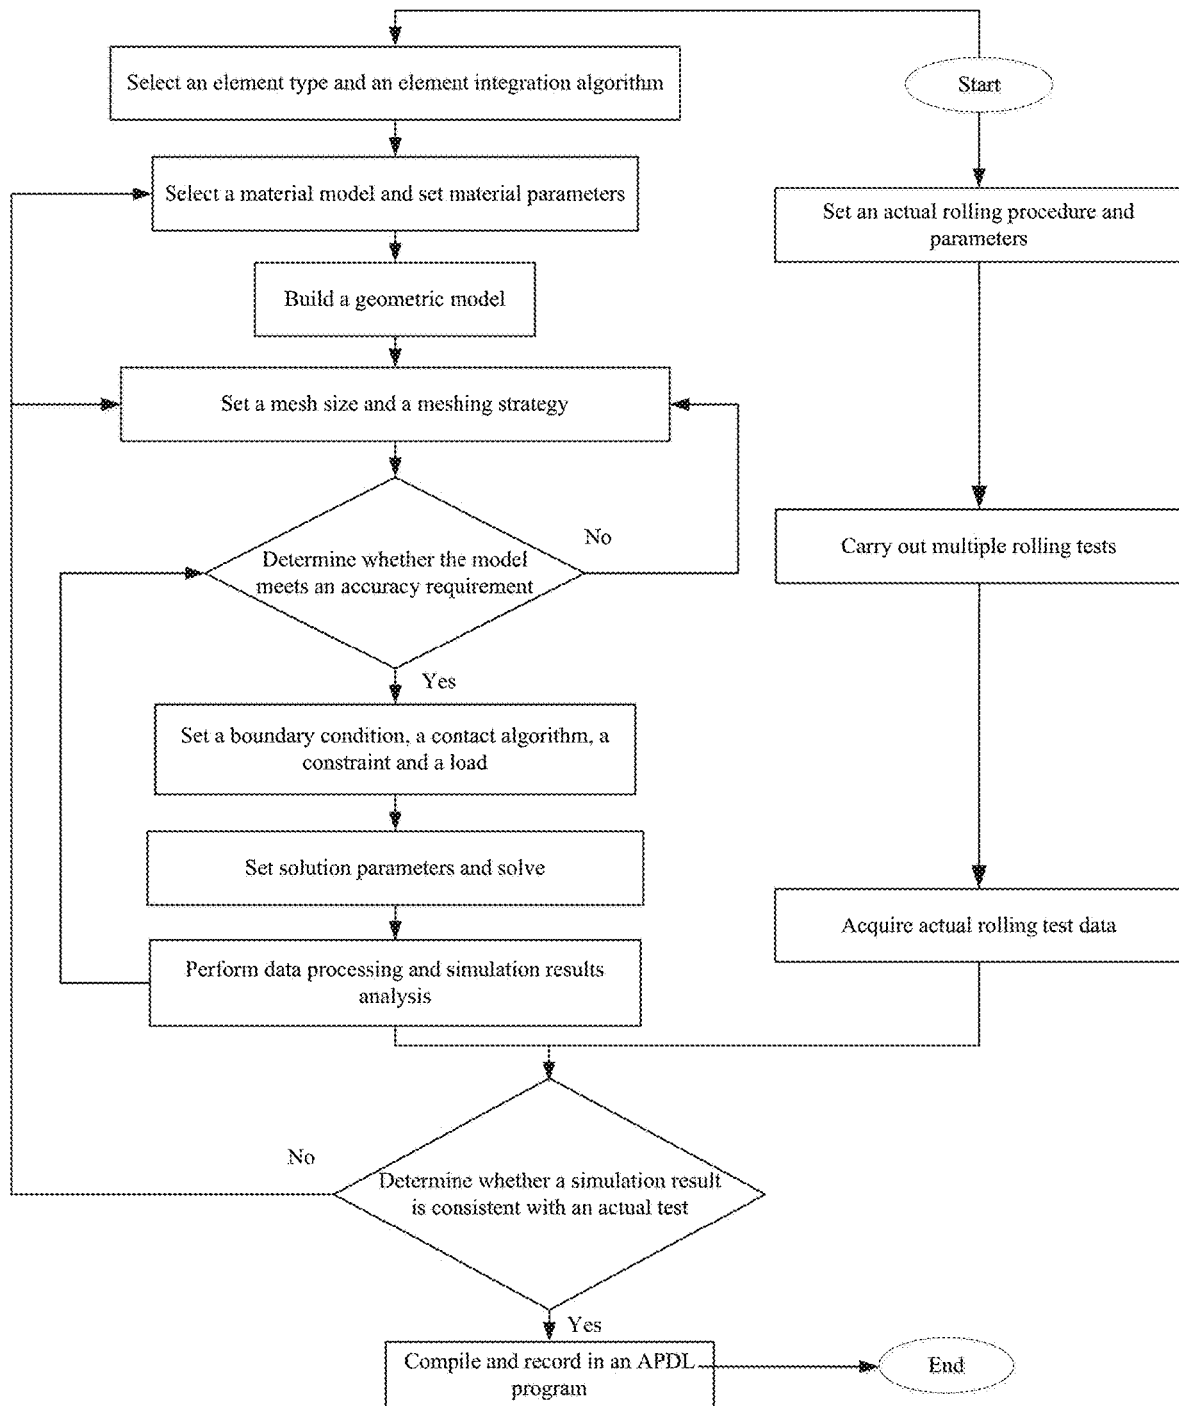 Start
Select an element type and an element integration algorithm
Select a material model and set material parameters
Set an actual rolling procedure and
parameters
Build a geometric model
Set a mesh size and a meshing strategy
No
Carry out multiple rolling tests
Determine whether the model
meets an accuracy requirement
Yes
Set a boundary condition, a contact algorithm, a
constraint and a load
Set solution parameters and solve
Acquire actual rolling test data
Perform data processing and simulation results
analysis
No
Determine whether a simulation result
is consistent with an actual test
Yes
Compile and record in an APDL
program
End